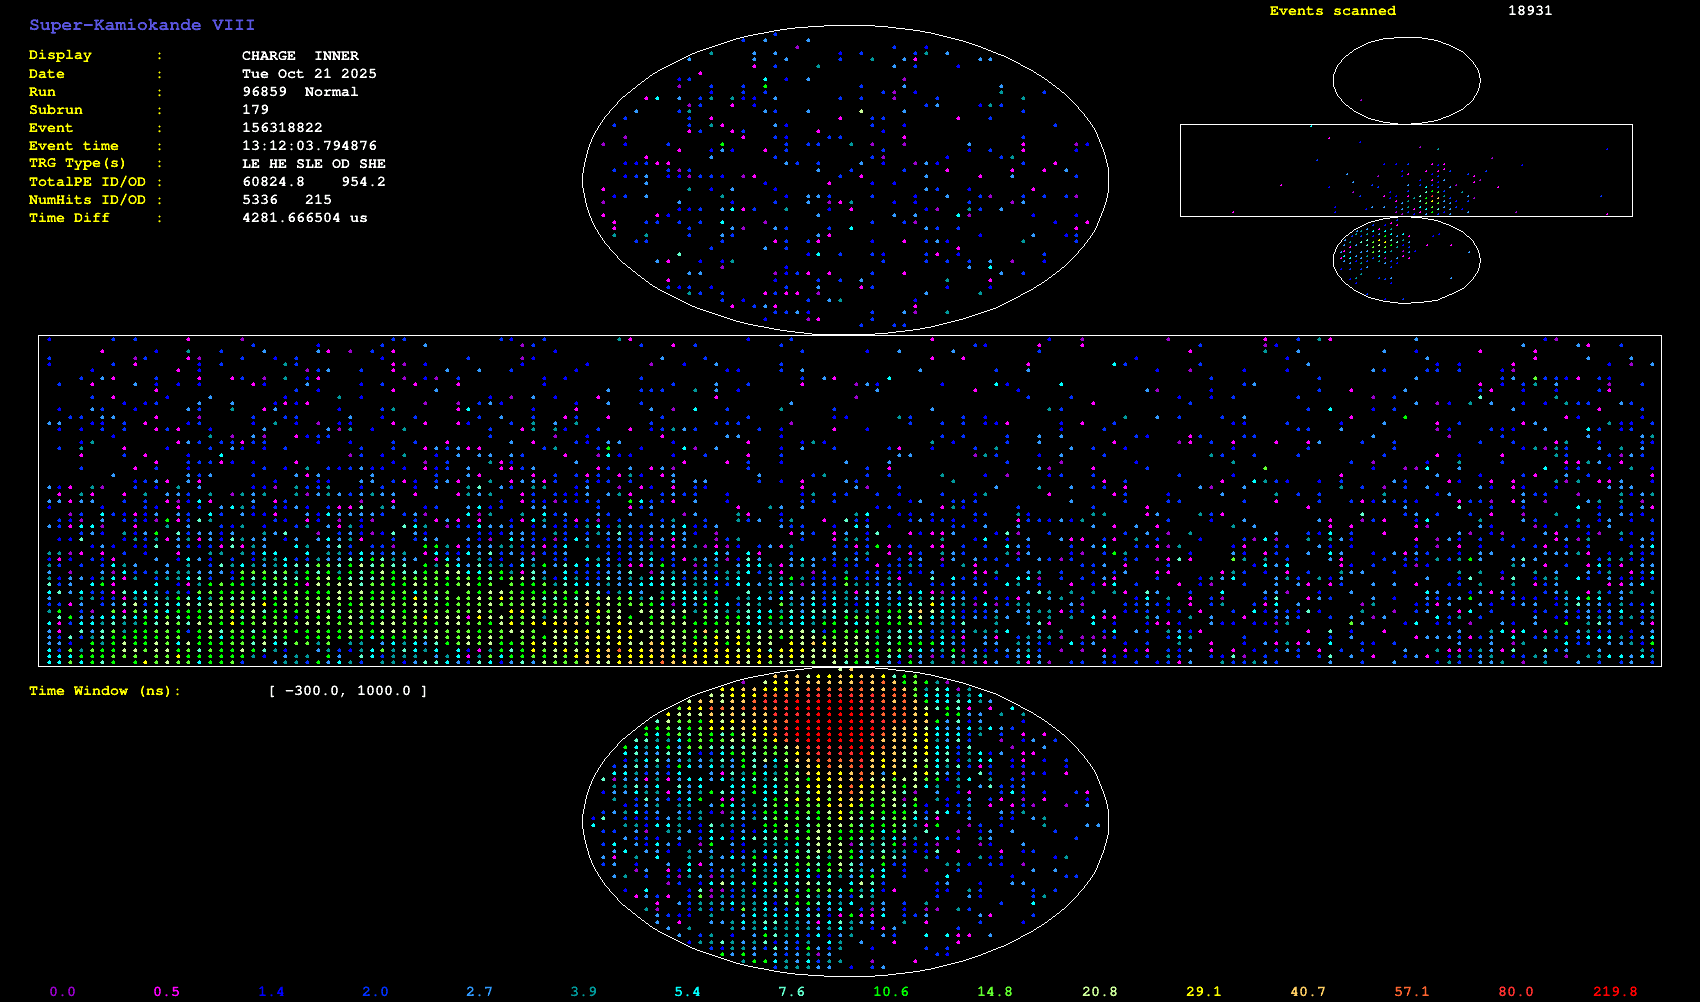 Super-Kamiokande VIII
Display : CHARGE INNER
Date : Tue Oct 21 2025
Run : 96859 Normal
Subrun : 179
Event : 156318822
Event time : 13:12:03.794876
TRG Type(s) : LE HE SLE OD SHE
TotalPE ID/OD : 60824.8 954.2
NumHits ID/OD : 5336 215
Time Diff : 4281.666504 us
Events scanned 18931
Time Window (ns): [ -300.0, 1000.0 ]
0.0 0.5 1.4 2.0 2.7 3.9 5.4 7.6 10.6 14.8 20.8 29.1 40.7 57.1 80.0 219.8